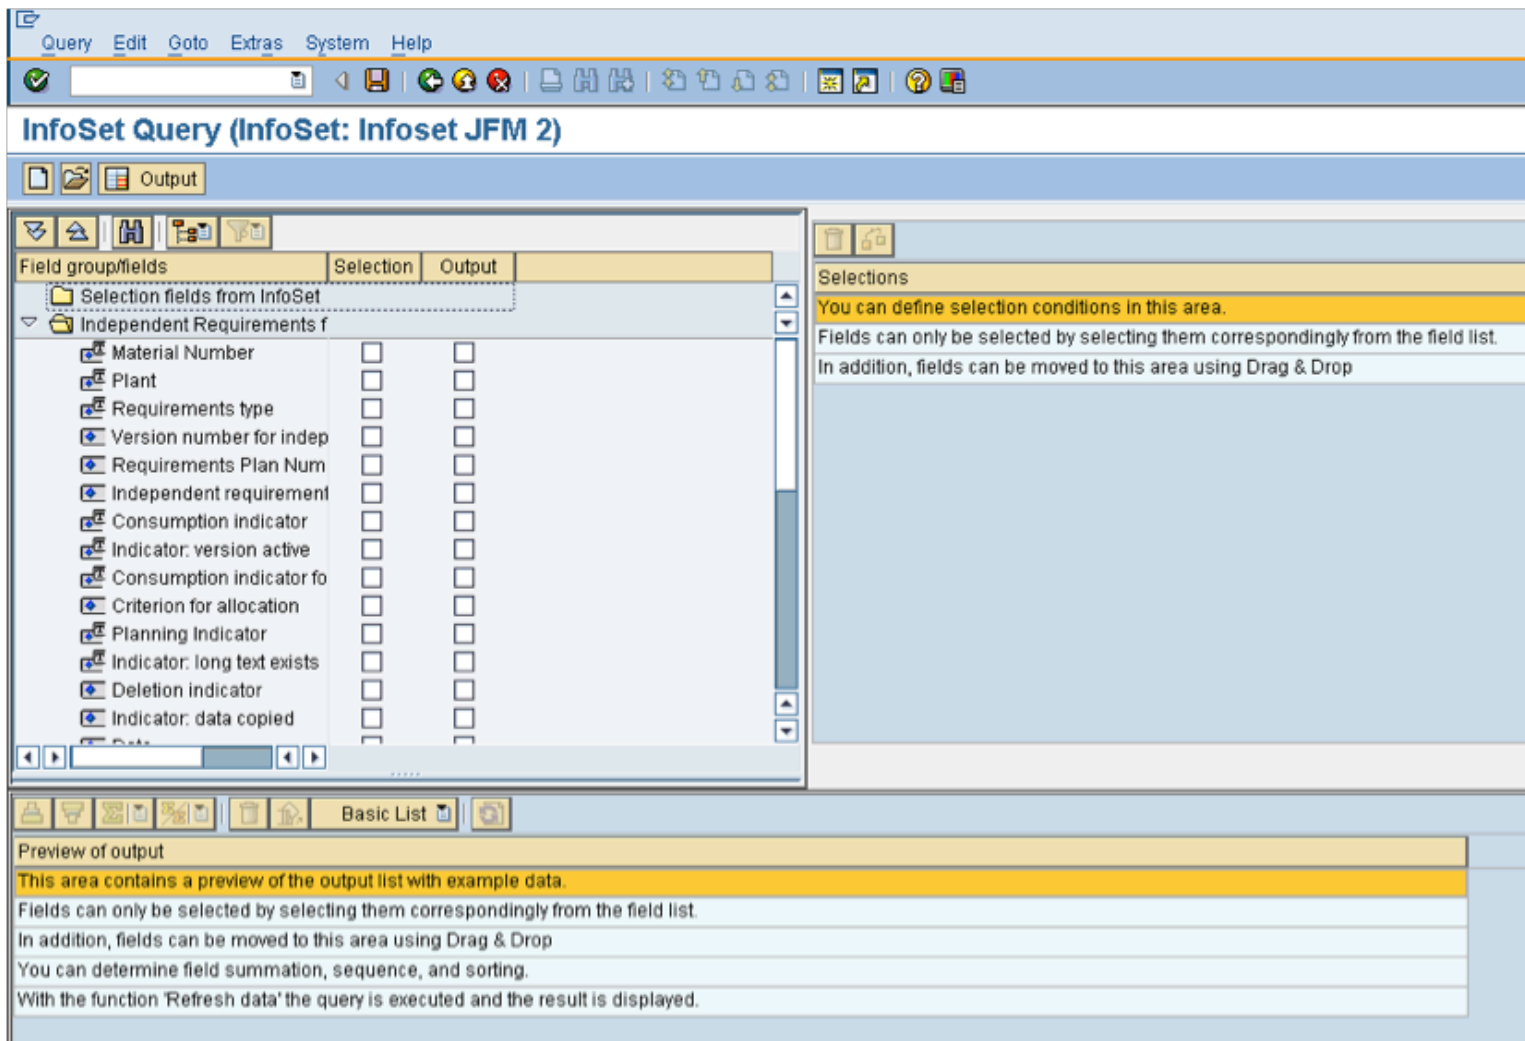 Query Edit Goto Extras System Help
InfoSet Query (InfoSet: Infoset JFM 2)
Output
Field group/fields Selection Output
Selection fields from InfoSet
Independent Requirements f
Material Number
Plant
Requirements type
Version number for indep
Requirements Plan Num
Independent requirement
Consumption indicator
Indicator: version active
Consumption indicator fo
Criterion for allocation
Planning Indicator
Indicator: long text exists
Deletion indicator
Indicator: data copied
Selections
You can define selection conditions in this area.
Fields can only be selected by selecting them correspondingly from the field list.
In addition, fields can be moved to this area using Drag & Drop
Basic List
Preview of output
This area contains a preview of the output list with example data.
Fields can only be selected by selecting them correspondingly from the field list.
In addition, fields can be moved to this area using Drag & Drop
You can determine field summation, sequence, and sorting.
With the function 'Refresh data' the query is executed and the result is displayed.